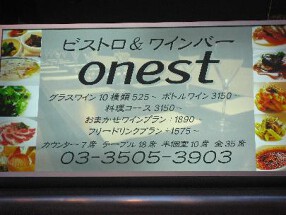 ビストロ & ワインバー
onest
グラスワイン 10 種類 525～ ボトルワイン 3150～
料理コース 3150～
おまかせワインプラン：1890～
フリードリンクプラン：1575～
カウンター 7 席 テーブル 18 席 半個室 10 席 全 35 席
03-3505-3903